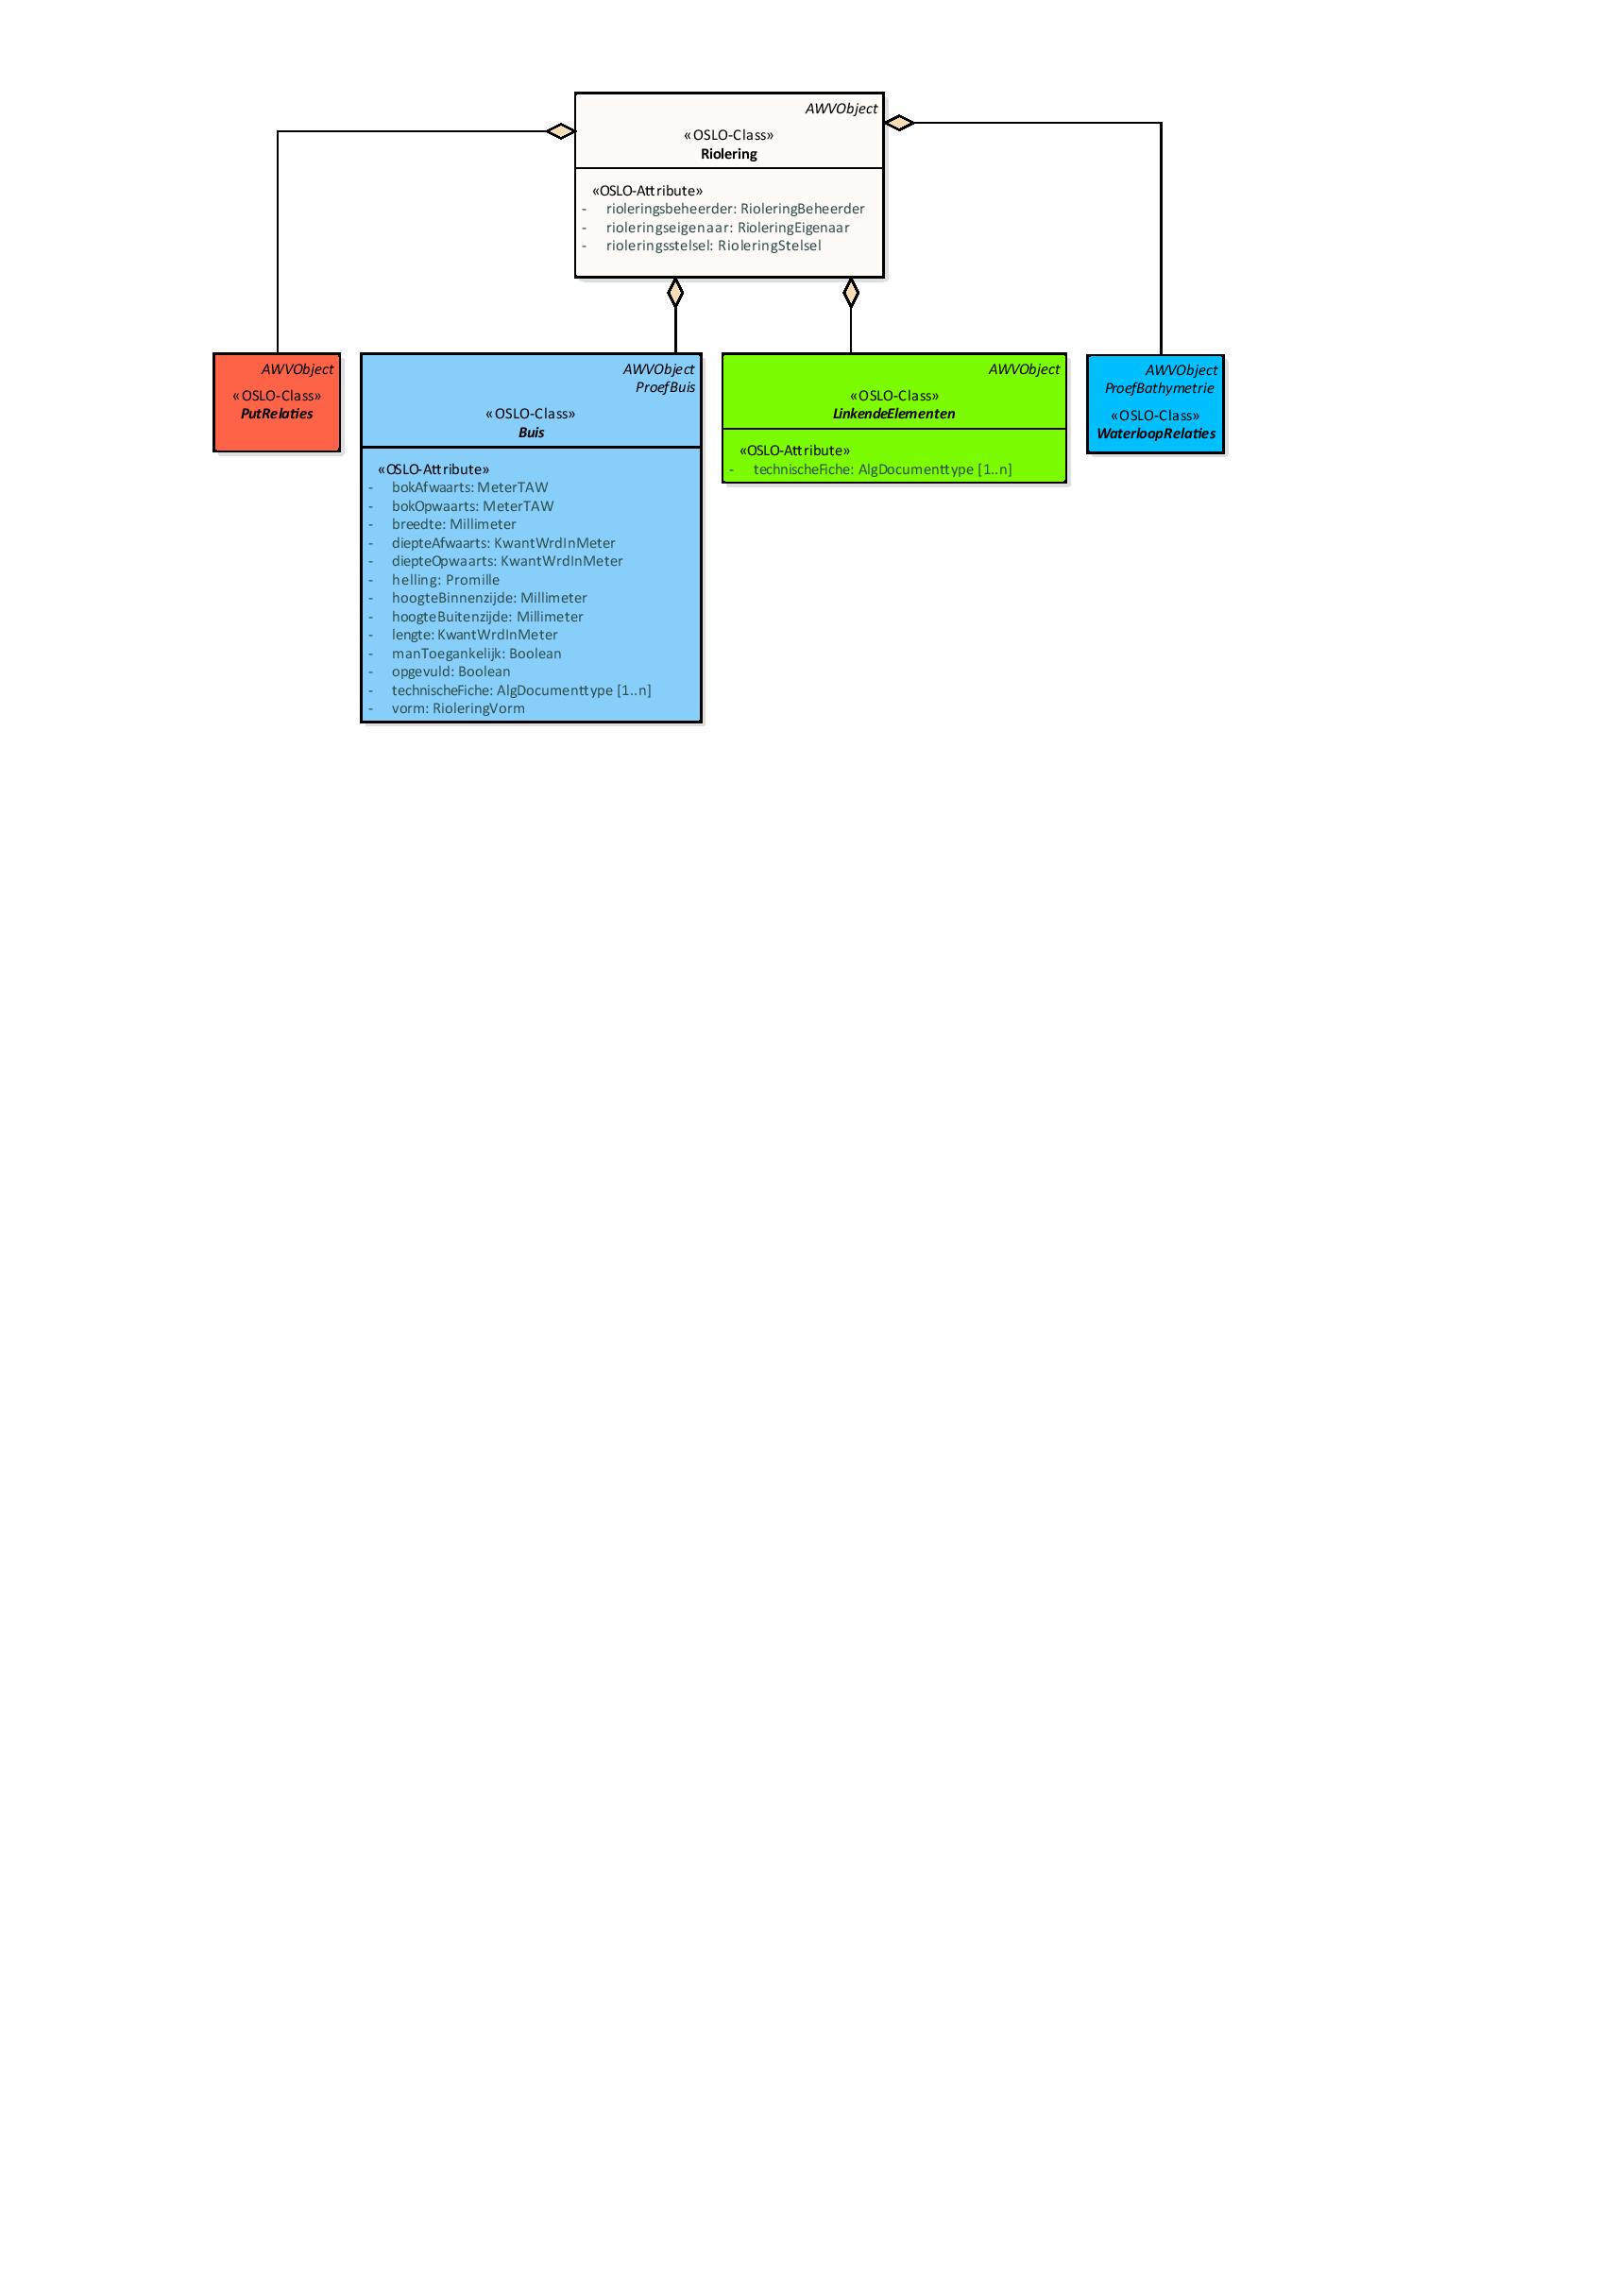 AWVObject
«OSLO-Class»
Riolering
«OSLO-Attribute»
- rioleringsbeheerder: RioleringBeheerder
- rioleringseigenaar: RioleringEigenaar
- rioleringsstelsel: RioleringStelsel
AWVObject
«OSLO-Class»
PutRelaties
AWVObject
ProefBuis
«OSLO-Class»
Buis
«OSLO-Attribute»
- bokAfwaarts: MeterTAW
- bokOpwaarts: MeterTAW
- breedte: Millimeter
- diepteAfwaarts: KwantWrdInMeter
- diepteOpwaarts: KwantWrdInMeter
- helling: Promille
- hoogteBinnenzijde: Millimeter
- hoogteBuitenzijde: Millimeter
- lengte: KwantWrdInMeter
- manToegankelijk: Boolean
- opgevuld: Boolean
- technischeFiche: AlgDocumenttype [1..n]
- vorm: RioleringVorm
AWVObject
«OSLO-Class»
LinkendeElementen
«OSLO-Attribute»
- technischeFiche: AlgDocumenttype [1..n]
AWVObject
ProefBathymetrie
«OSLO-Class»
WaterloopRelaties